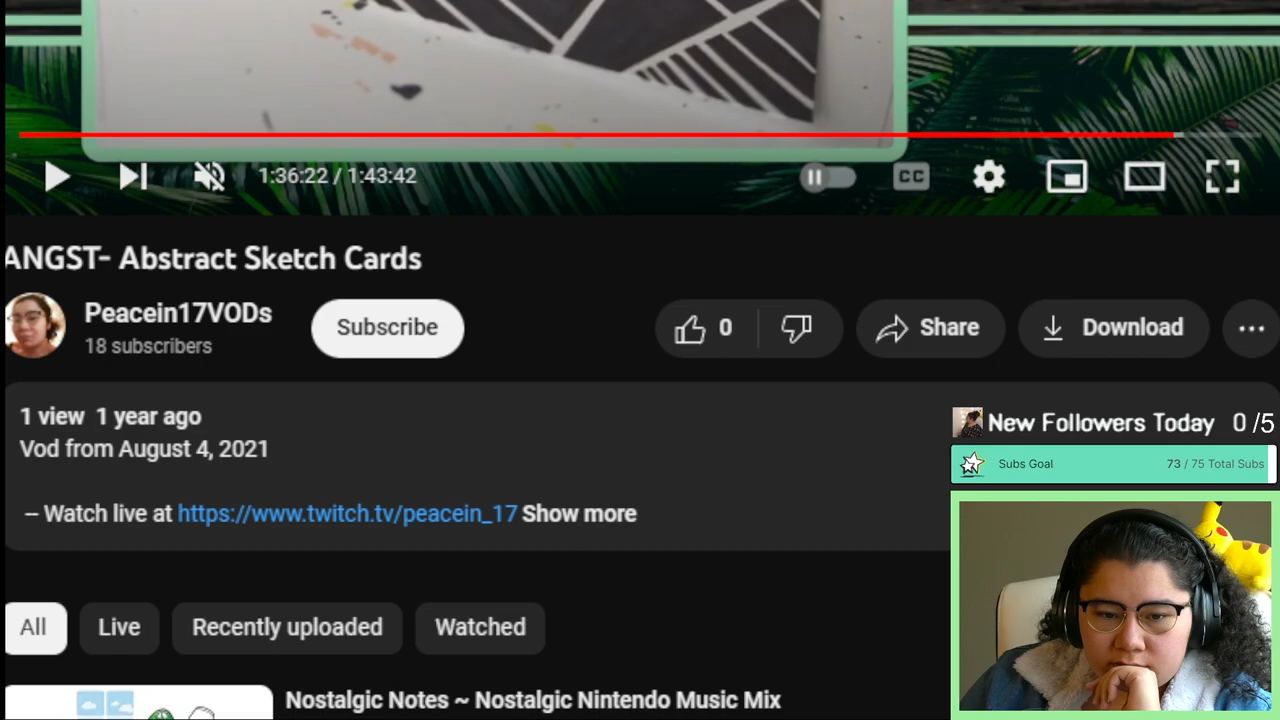 1:36:22 / 1:43:42
CC
ANGST- Abstract Sketch Cards
Peacein17VODs
18 subscribers
Subscribe
0
Share
Download
1 view 1 year ago
Vod from August 4, 2021
-- Watch live at https://www.twitch.tv/peacein_17 Show more
New Followers Today 0 /5
Subs Goal 73 / 75 Total Subs
All
Live
Recently uploaded
Watched
Nostalgic Notes ~ Nostalgic Nintendo Music Mix